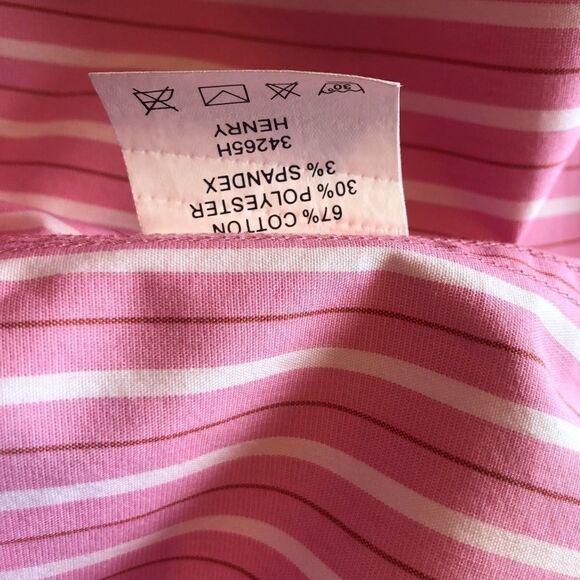 67% COTTON
30% POLYESTER
3% SPANDEX
34265H
HENRY
30°